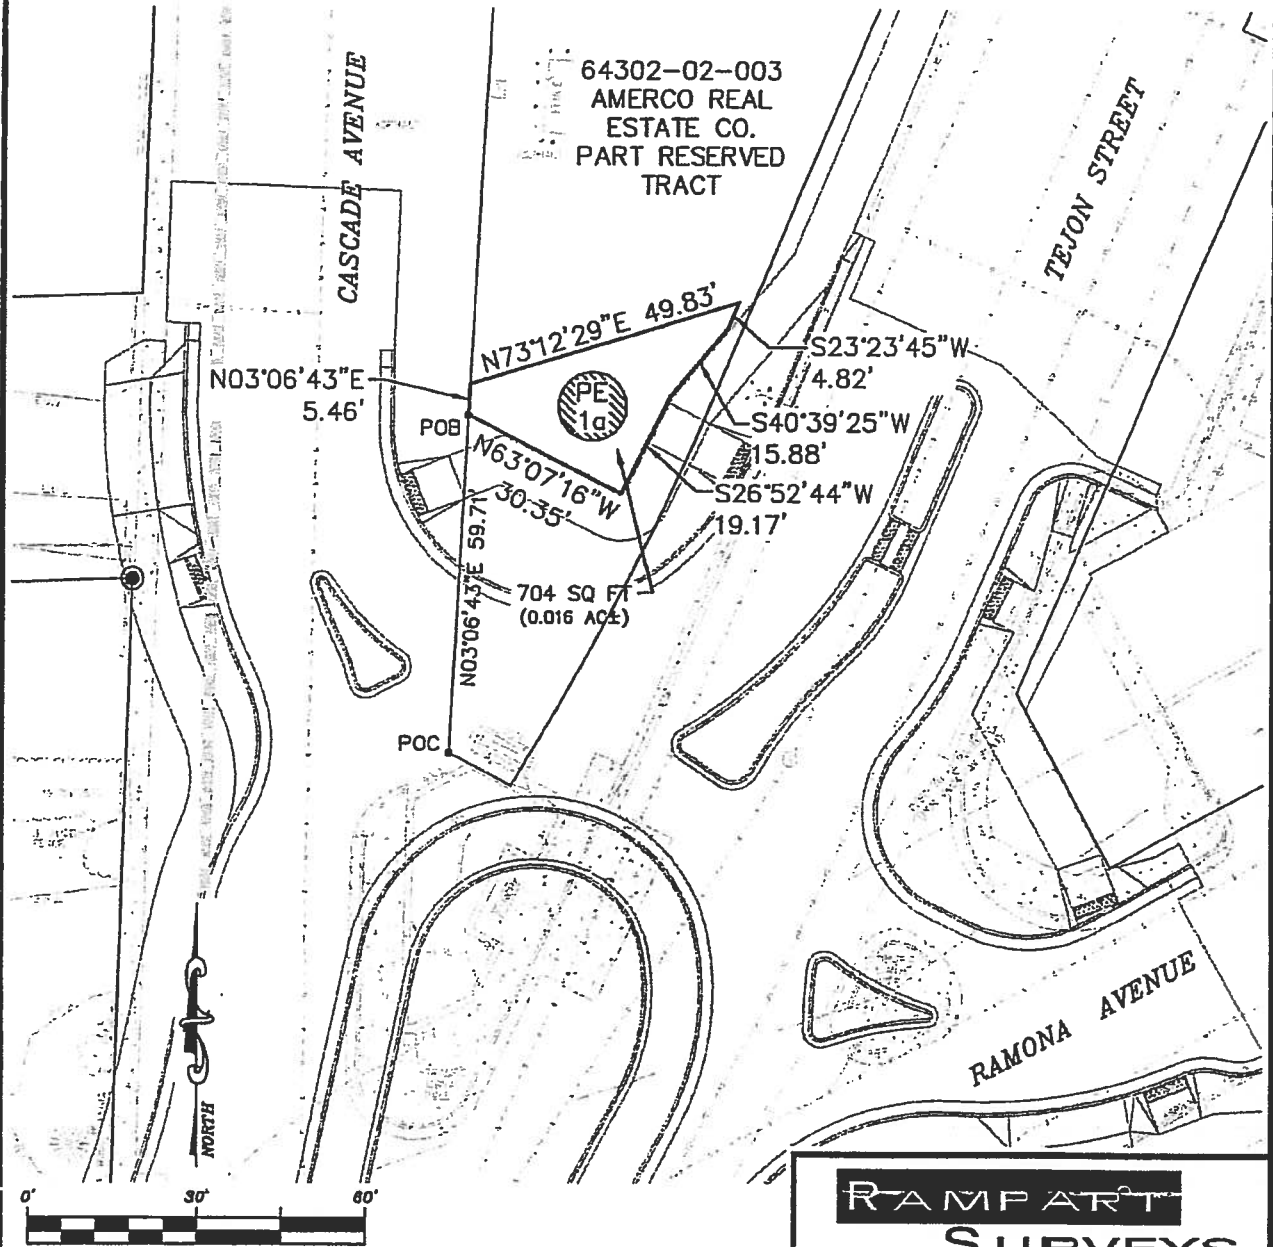 64302-02-003
AMERCO REAL
ESTATE CO.
PART RESERVED
TRACT
CASCADE AVENUE
TEJON STREET
N73°12'29"E 49.83'
S23°23'45"W
4.82'
N03°06'43"E
5.46'
PE
1a
S40°39'25"W
15.88'
POB
N63°07'16"W
30.35'
S26°52'44"W
19.17'
N03°06'43"E 59.71'
704 SQ FT
(0.016 AC±)
POC
RAMONA AVENUE
NORTH
0' 30' 60'
RAMPART
SURVEYS